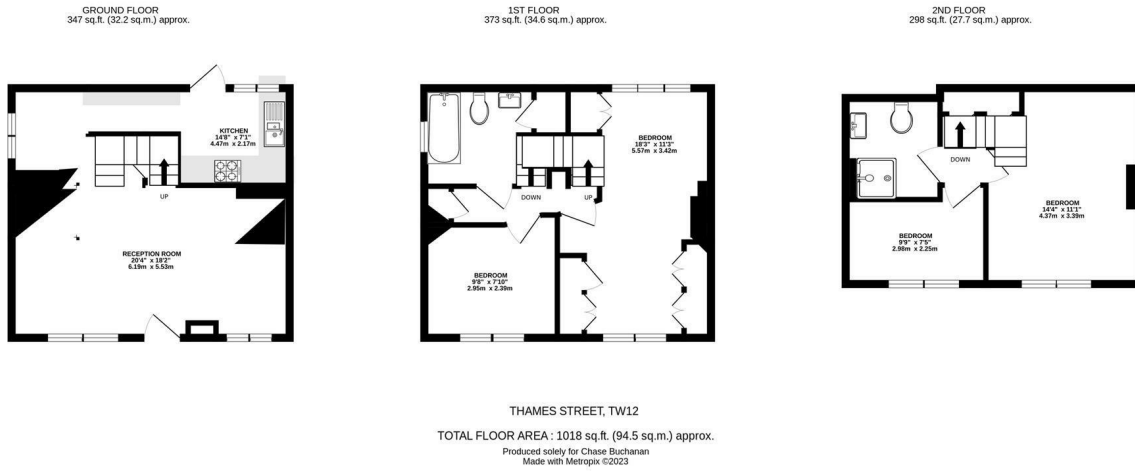 GROUND FLOOR
347 sq.ft. (32.2 sq.m.) approx.
1ST FLOOR
373 sq.ft. (34.6 sq.m.) approx.
2ND FLOOR
298 sq.ft. (27.7 sq.m.) approx.
KITCHEN
14'8" x 7'1"
4.47m x 2.17m
UP
RECEPTION ROOM
20'4" x 18'2"
6.19m x 5.53m
BEDROOM
18'3" x 11'3"
5.57m x 3.42m
DOWN
UP
BEDROOM
9'8" x 7'10"
2.95m x 2.39m
DOWN
BEDROOM
14'4" x 11'1"
4.37m x 3.39m
BEDROOM
9'9" x 7'5"
2.98m x 2.25m
THAMES STREET, TW12
TOTAL FLOOR AREA : 1018 sq.ft. (94.5 sq.m.) approx.
Produced solely for Chase Buchanan
Made with Metropix ©2023